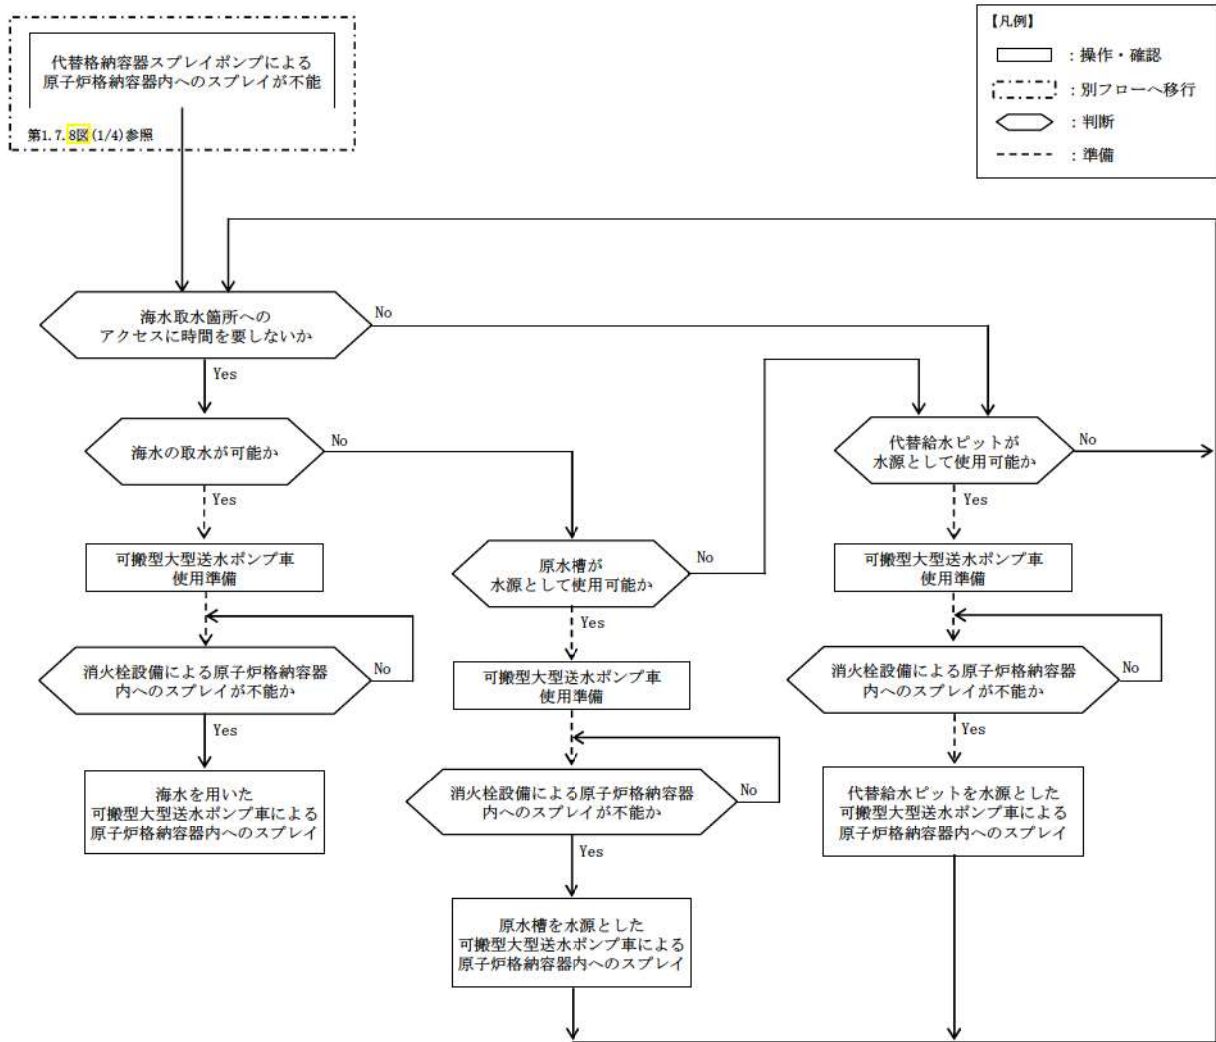 代替格納容器スプレイポンプによる
原子炉格納容器内へのスプレイが不能
第1.7.8図(1/4)参照
【凡例】
：操作・確認
：別フローへ移行
：判断
：準備
海水取水箇所への
アクセスに時間を要しないか
No
Yes
海水の取水が可能か
No
Yes
代替給水ピットが
水源として使用可能か
No
Yes
可搬型大型送水ポンプ車
使用準備
原水槽が
水源として使用可能か
No
Yes
可搬型大型送水ポンプ車
使用準備
消火栓設備による原子炉格納容器
内へのスプレイが不能か
No
Yes
可搬型大型送水ポンプ車
使用準備
消火栓設備による原子炉格納容器
内へのスプレイが不能か
No
Yes
海水を用いた
可搬型大型送水ポンプ車による
原子炉格納容器内へのスプレイ
消火栓設備による原子炉格納容器
内へのスプレイが不能か
No
Yes
代替給水ピットを水源とした
可搬型大型送水ポンプ車による
原子炉格納容器内へのスプレイ
原水槽を水源とした
可搬型大型送水ポンプ車による
原子炉格納容器内へのスプレイ